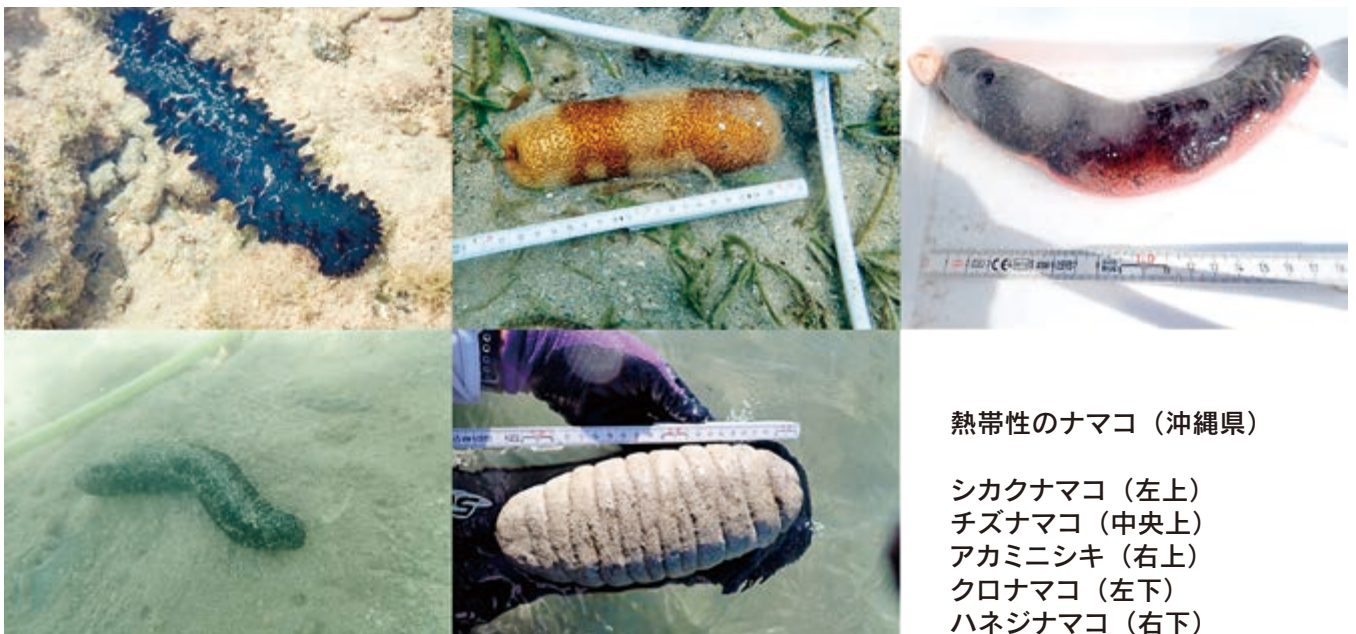 熱帯性のナマコ（沖縄県）
シカクナマコ（左上）
チズナマコ（中央上）
アカミニシキ（右上）
クロナマコ（左下）
ハネジナマコ（右下）